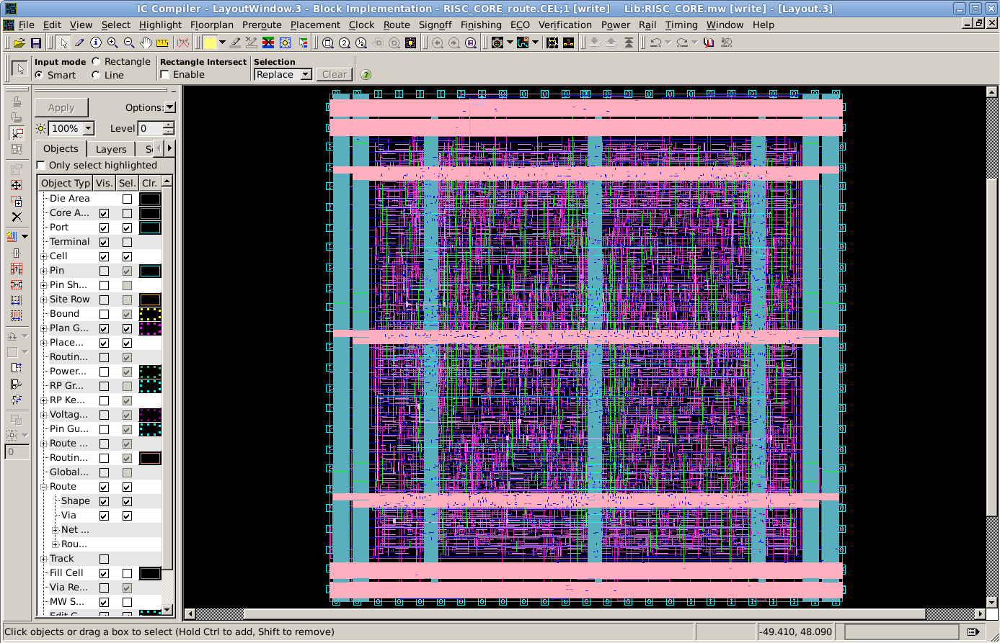 IC Compiler - LayoutWindow.3 - Block Implementation - RISC_CORE_route.CEL;1 [write]    Lib:RISC_CORE.mw [write] - [Layout.3]
File Edit View Select Highlight Floorplan Preroute Placement Clock Route Signoff Finishing ECO Verification Power Rail Timing Window Help
Input mode Rectangle Rectangle Intersect Selection
Smart Line Enable Replace Clear
Apply Options:
100% Level 0
Objects Layers
Only select highlighted
Object Typ Vis. Sel. Clr.
Die Area
Core A...
Port
Terminal
Cell
Pin
Pin Sh...
Site Row
Bound
Plan G...
Place...
Routin...
Power...
RP Gr...
RP Ke...
Voltag...
Pin Gu...
Route ...
0
Routin...
Global...
Route
Shape
Via
Net ...
Rou...
Track
Fill Cell
Via Re...
MW S...
Click objects or drag a box to select (Hold Ctrl to add, Shift to remove)
-49.410, 48.090